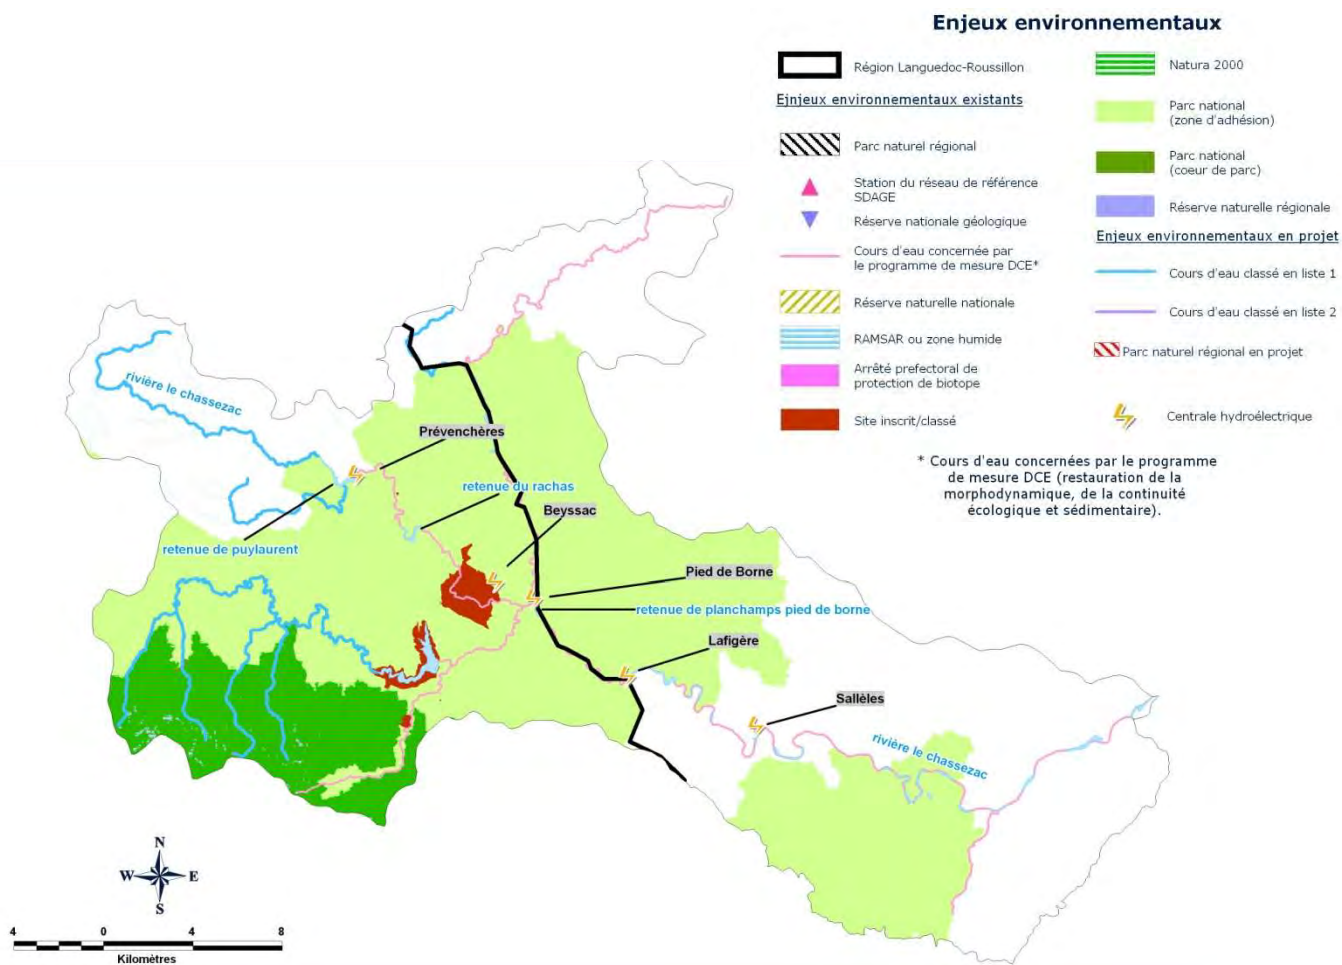 Enjeux environnementaux
Région Languedoc-Roussillon
Ejnjeux environnementaux existants
Parc naturel régional
Station du réseau de référence
SDAGE
Réserve nationale géologique
Cours d'eau concernée par
le programme de mesure DCE*
Réserve naturelle nationale
RAMSAR ou zone humide
Arrêté prefectoral de
protection de biotope
Site inscrit/classé
Natura 2000
Parc national
(zone d'adhésion)
Parc national
(coeur de parc)
Réserve naturelle régionale
Enjeux environnementaux en projet
Cours d'eau classé en liste 1
Cours d'eau classé en liste 2
Parc naturel régional en projet
Centrale hydroélectrique
* Cours d'eau concernées par le programme
de mesure DCE (restauration de la
morphodynamique, de la continuité
écologique et sédimentaire).
rivière le chassezac
Prévenchères
retenue du rachas
Beyssac
retenue de puylaurent
Pied de Borne
retenue de planchamps pied de borne
Lafigère
Sallèles
rivière le chassezac
N
W E
S
4 0 4 8
Kilomètres